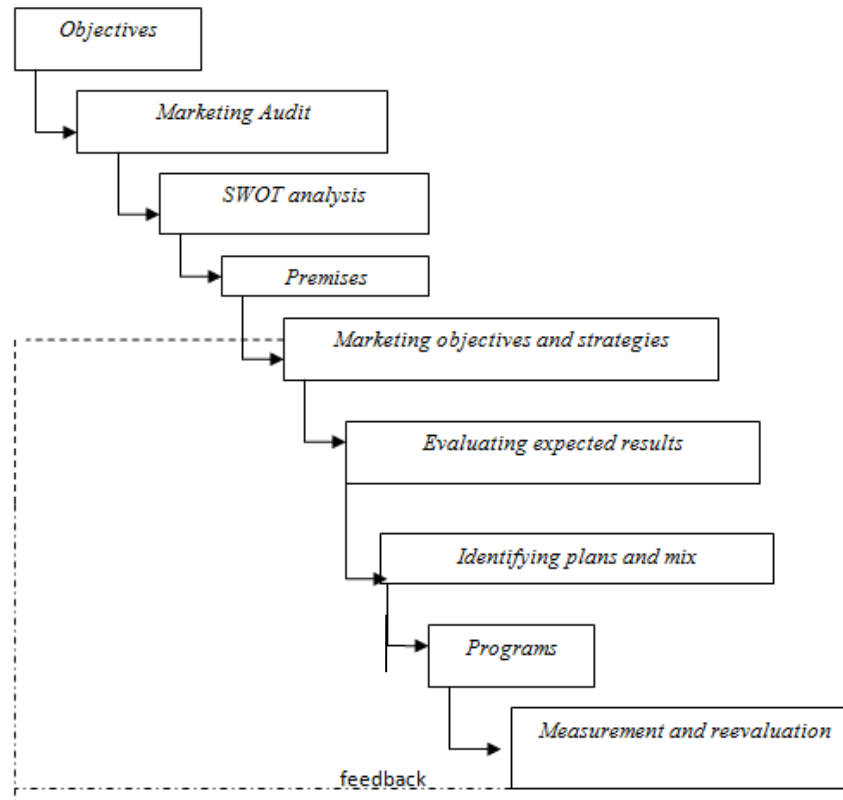 Objectives
Marketing Audit
SWOT analysis
Premises
Marketing objectives and strategies
Evaluating expected results
Identifying plans and mix
Programs
Measurement and reevaluation
feedback